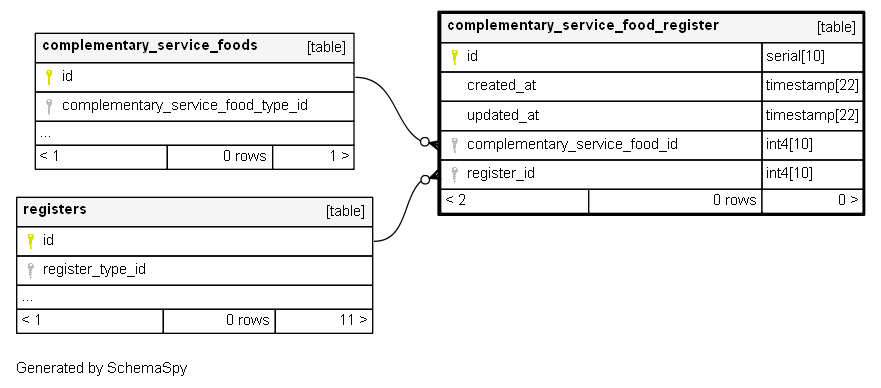 complementary_service_foods [table]
id
complementary_service_food_type_id
...
< 1 0 rows 1 >
registers [table]
id
register_type_id
...
< 1 0 rows 11 >
complementary_service_food_register [table]
id serial[10]
created_at timestamp[22]
updated_at timestamp[22]
complementary_service_food_id int4[10]
register_id int4[10]
< 2 0 rows 0 >
Generated by SchemaSpy